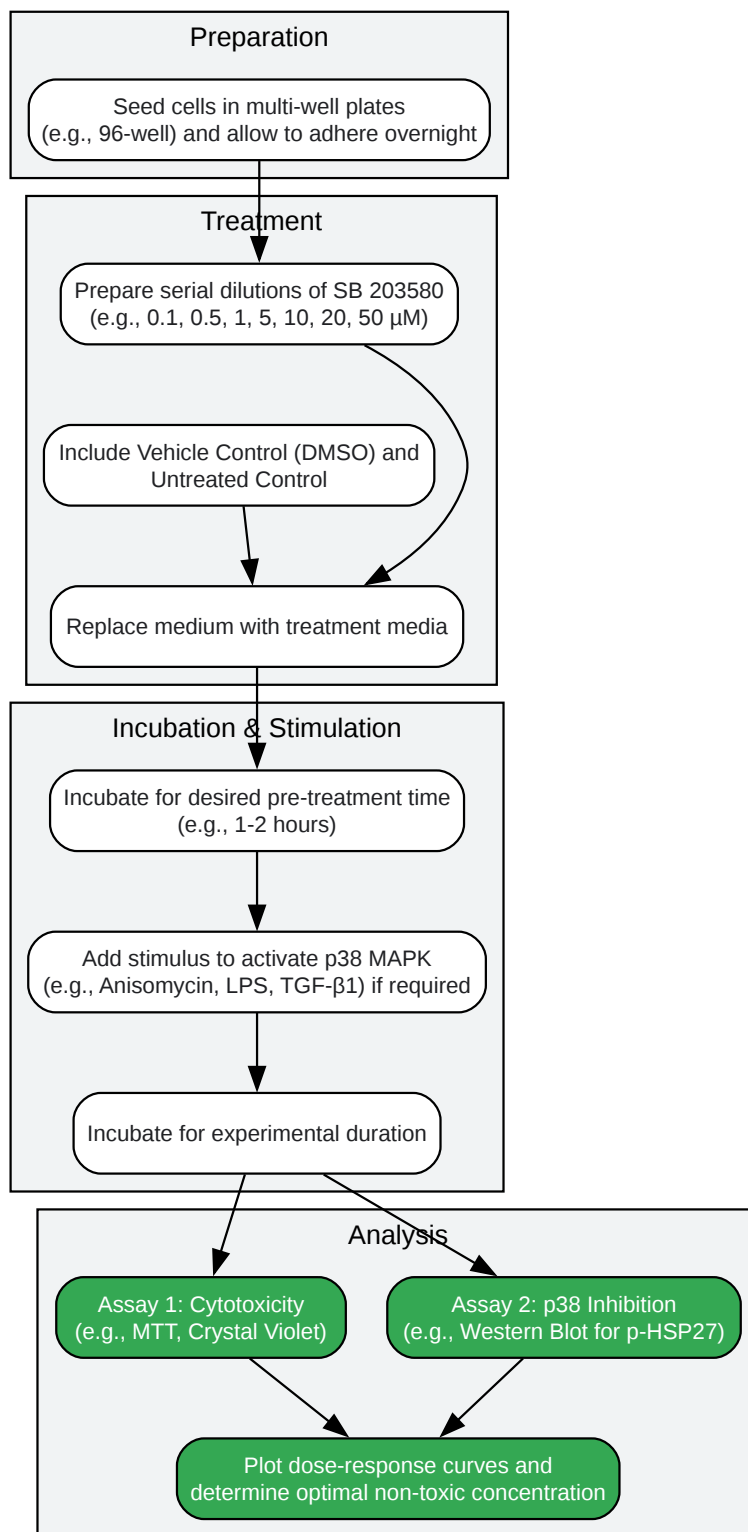 Preparation
Seed cells in multi-well plates
(e.g., 96-well) and allow to adhere overnight
Treatment
Prepare serial dilutions of SB 203580
(e.g., 0.1, 0.5, 1, 5, 10, 20, 50 µM)
Include Vehicle Control (DMSO) and
Untreated Control
Replace medium with treatment media
Incubation & Stimulation
Incubate for desired pre-treatment time
(e.g., 1-2 hours)
Add stimulus to activate p38 MAPK
(e.g., Anisomycin, LPS, TGF-β1) if required
Incubate for experimental duration
Analysis
Assay 1: Cytotoxicity
(e.g., MTT, Crystal Violet)
Assay 2: p38 Inhibition
(e.g., Western Blot for p-HSP27)
Plot dose-response curves and
determine optimal non-toxic concentration